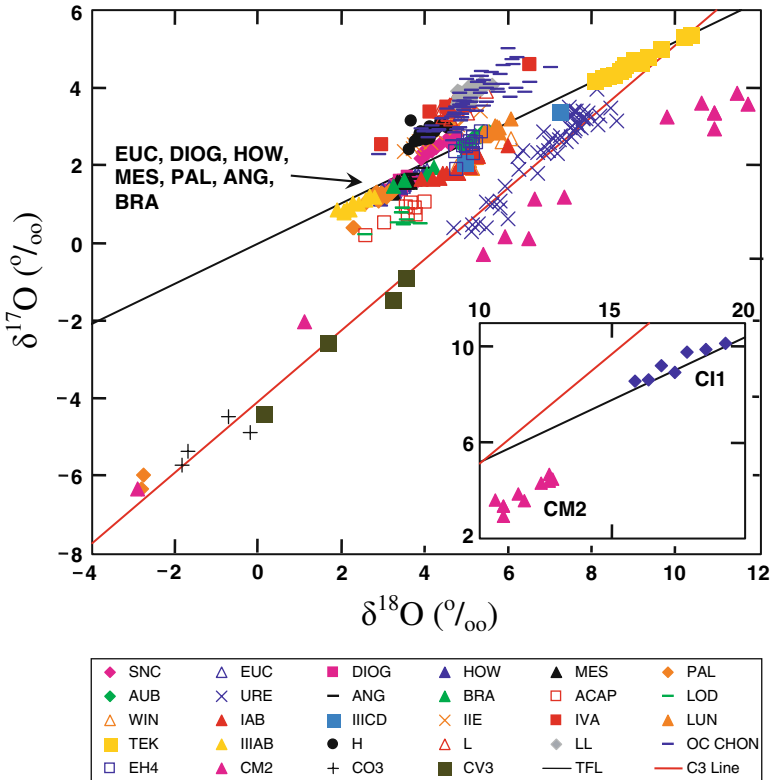 6
4
2
0
−2
−4
−6
−8
δ17O (o/oo)
EUC, DIOG, HOW,
MES, PAL, ANG,
BRA
10 15 20
10
6
2
CI1
CM2
−4 −2 0 2 4 6 8 10 12
δ18O (o/oo)
SNC EUC DIOG HOW MES PAL
AUB URE ANG BRA ACAP LOD
WIN IAB IIICD IIE IVA LUN
TEK IIIAB H L LL OC CHON
EH4 CM2 CO3 CV3 TFL C3 Line